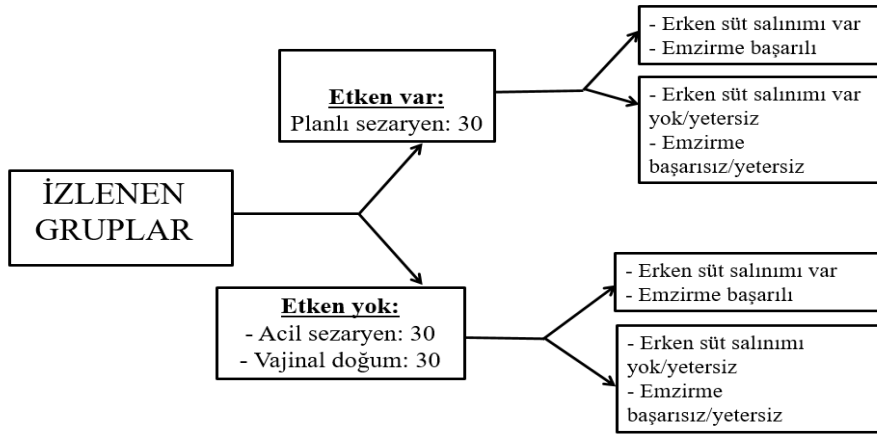 İZLENEN
GRUPLAR
Etken var:
Planlı sezaryen: 30
- Erken süt salınımı var
- Emzirme başarılı
- Erken süt salınımı var
yok/yetersiz
- Emzirme
başarısız/yetersiz
Etken yok:
- Acil sezaryen: 30
- Vajinal doğum: 30
- Erken süt salınımı var
- Emzirme başarılı
- Erken süt salınımı
yok/yetersiz
- Emzirme
başarısız/yetersiz